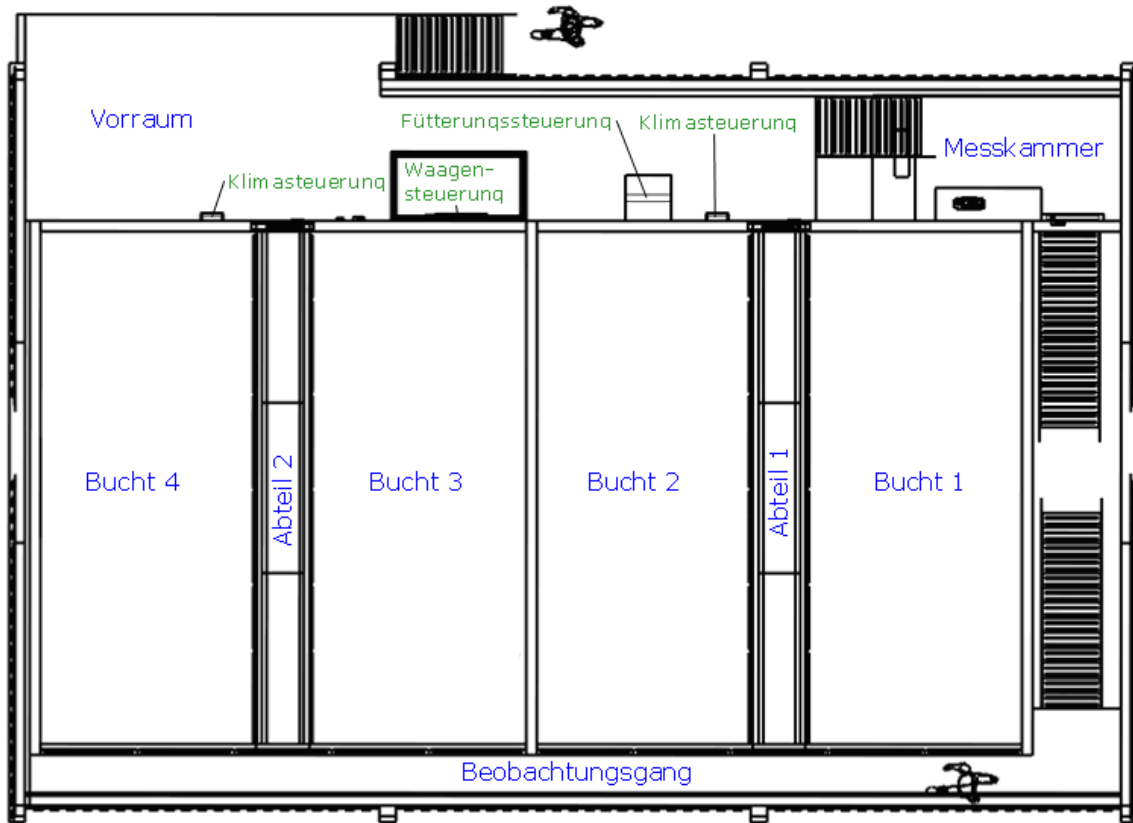 Vorraum
Fütterungssteuerung
Klimasteuerung
Messkammer
Klimasteuerung
Waagen-
steuerung
Bucht 4
Abteil 2
Bucht 3
Bucht 2
Abteil 1
Bucht 1
Beobachtungsgang